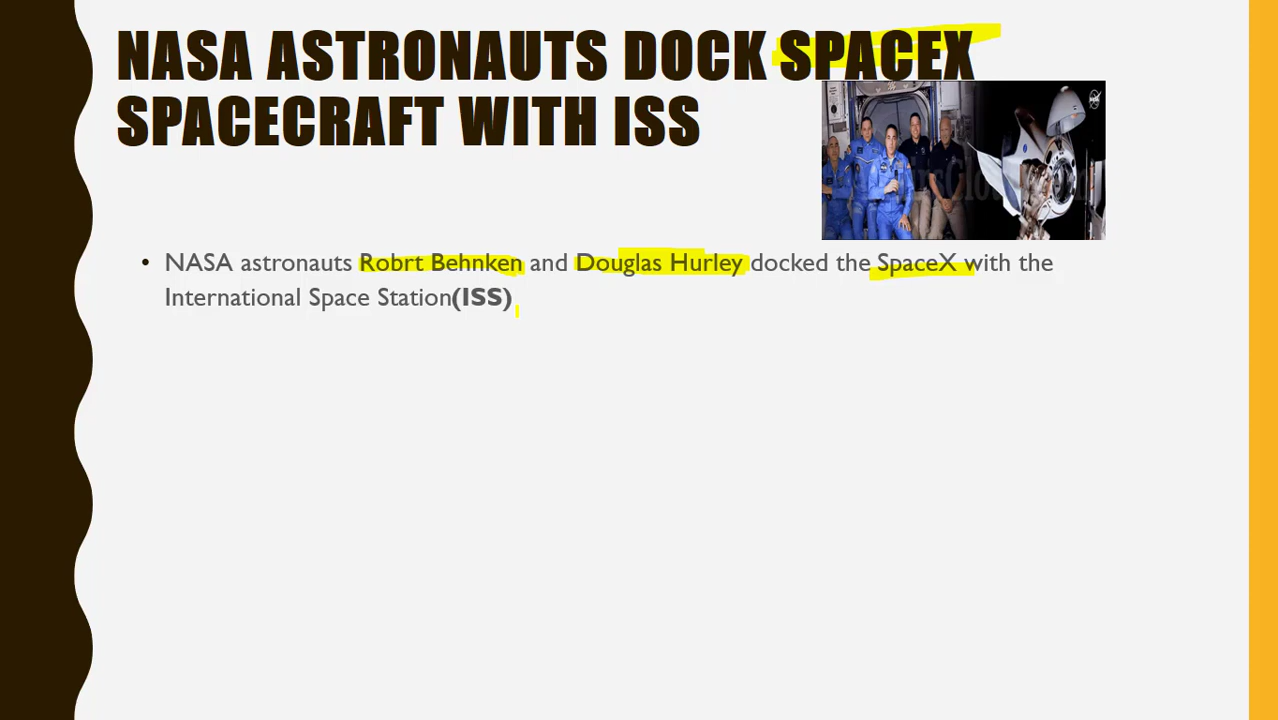 NASA ASTRONAUTS DOCK SPACEX
SPACECRAFT WITH ISS
• NASA astronauts Robrt Behnken and Douglas Hurley docked the SpaceX with the
International Space Station(ISS)